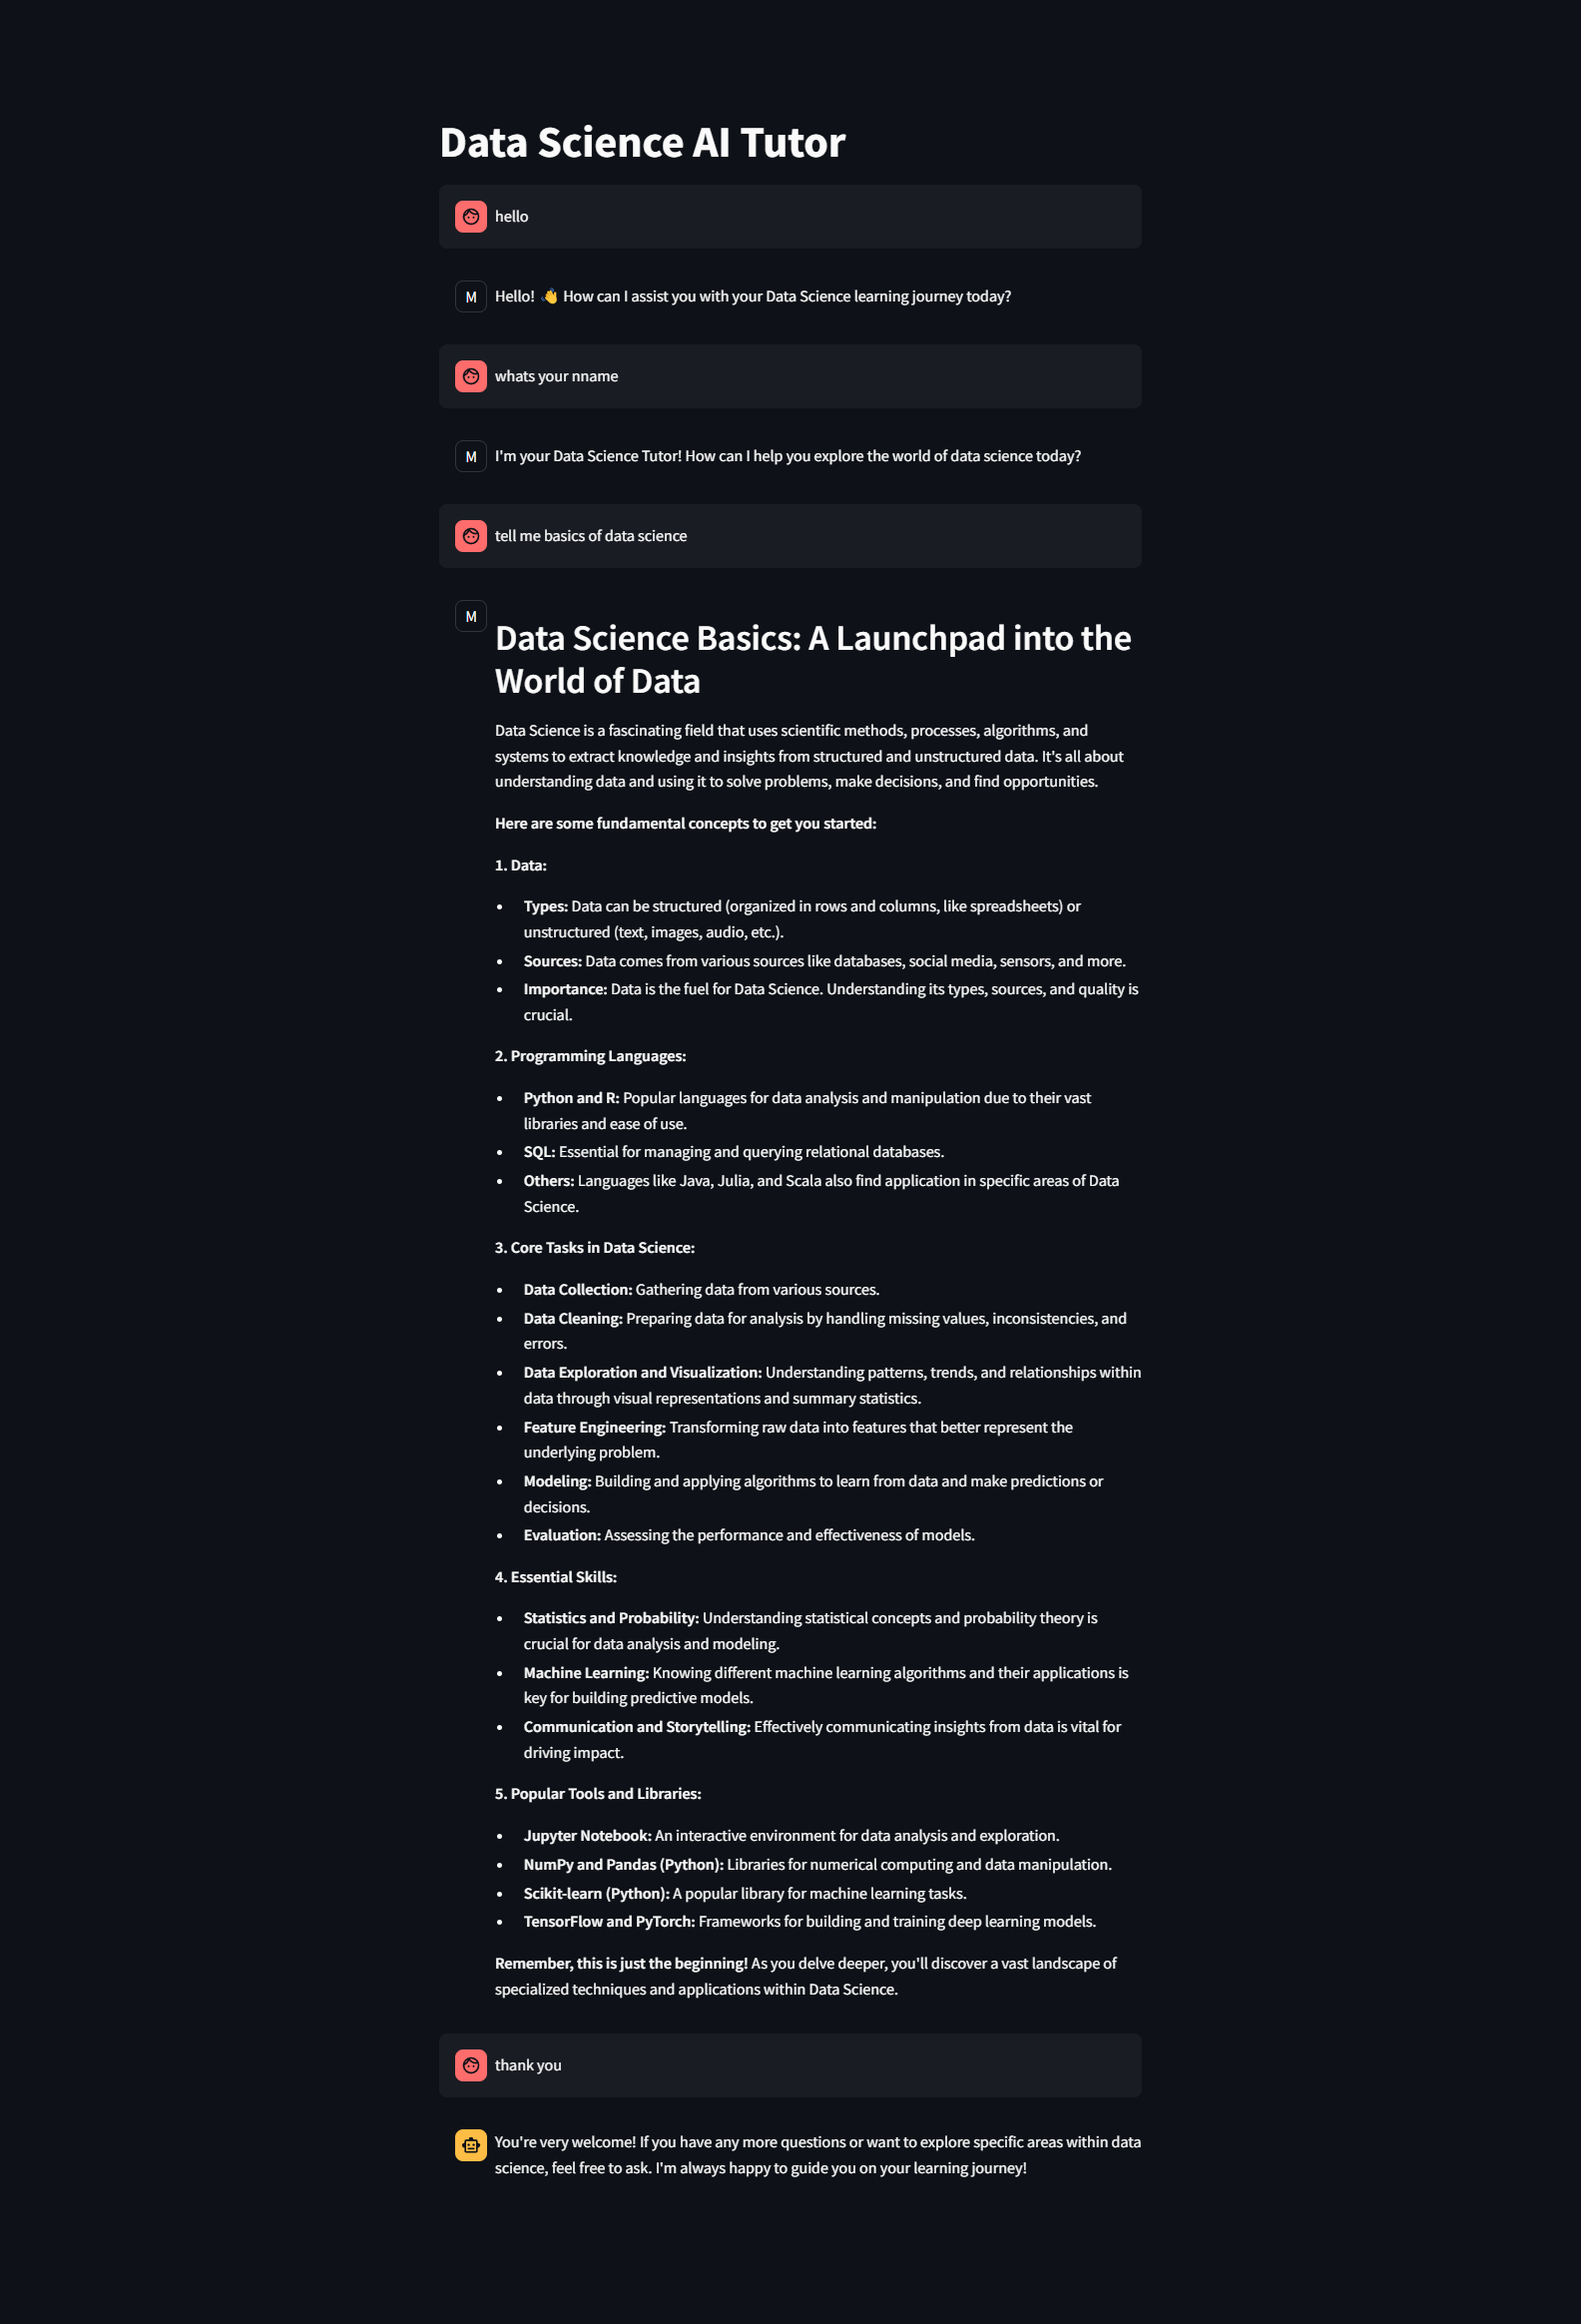 Data Science AI Tutor
hello
M
Hello! 👋 How can I assist you with your Data Science learning journey today?
whats your nname
M
I'm your Data Science Tutor! How can I help you explore the world of data science today?
tell me basics of data science
M
Data Science Basics: A Launchpad into the
World of Data
Data Science is a fascinating field that uses scientific methods, processes, algorithms, and
systems to extract knowledge and insights from structured and unstructured data. It's all about
understanding data and using it to solve problems, make decisions, and find opportunities.
Here are some fundamental concepts to get you started:
1. Data:
• Types: Data can be structured (organized in rows and columns, like spreadsheets) or
unstructured (text, images, audio, etc.).
• Sources: Data comes from various sources like databases, social media, sensors, and more.
• Importance: Data is the fuel for Data Science. Understanding its types, sources, and quality is
crucial.
2. Programming Languages:
• Python and R: Popular languages for data analysis and manipulation due to their vast
libraries and ease of use.
• SQL: Essential for managing and querying relational databases.
• Others: Languages like Java, Julia, and Scala also find application in specific areas of Data
Science.
3. Core Tasks in Data Science:
• Data Collection: Gathering data from various sources.
• Data Cleaning: Preparing data for analysis by handling missing values, inconsistencies, and
errors.
• Data Exploration and Visualization: Understanding patterns, trends, and relationships within
data through visual representations and summary statistics.
• Feature Engineering: Transforming raw data into features that better represent the
underlying problem.
• Modeling: Building and applying algorithms to learn from data and make predictions or
decisions.
• Evaluation: Assessing the performance and effectiveness of models.
4. Essential Skills:
• Statistics and Probability: Understanding statistical concepts and probability theory is
crucial for data analysis and modeling.
• Machine Learning: Knowing different machine learning algorithms and their applications is
key for building predictive models.
• Communication and Storytelling: Effectively communicating insights from data is vital for
driving impact.
5. Popular Tools and Libraries:
• Jupyter Notebook: An interactive environment for data analysis and exploration.
• NumPy and Pandas (Python): Libraries for numerical computing and data manipulation.
• Scikit-learn (Python): A popular library for machine learning tasks.
• TensorFlow and PyTorch: Frameworks for building and training deep learning models.
Remember, this is just the beginning! As you delve deeper, you'll discover a vast landscape of
specialized techniques and applications within Data Science.
thank you
You're very welcome! If you have any more questions or want to explore specific areas within data
science, feel free to ask. I'm always happy to guide you on your learning journey!